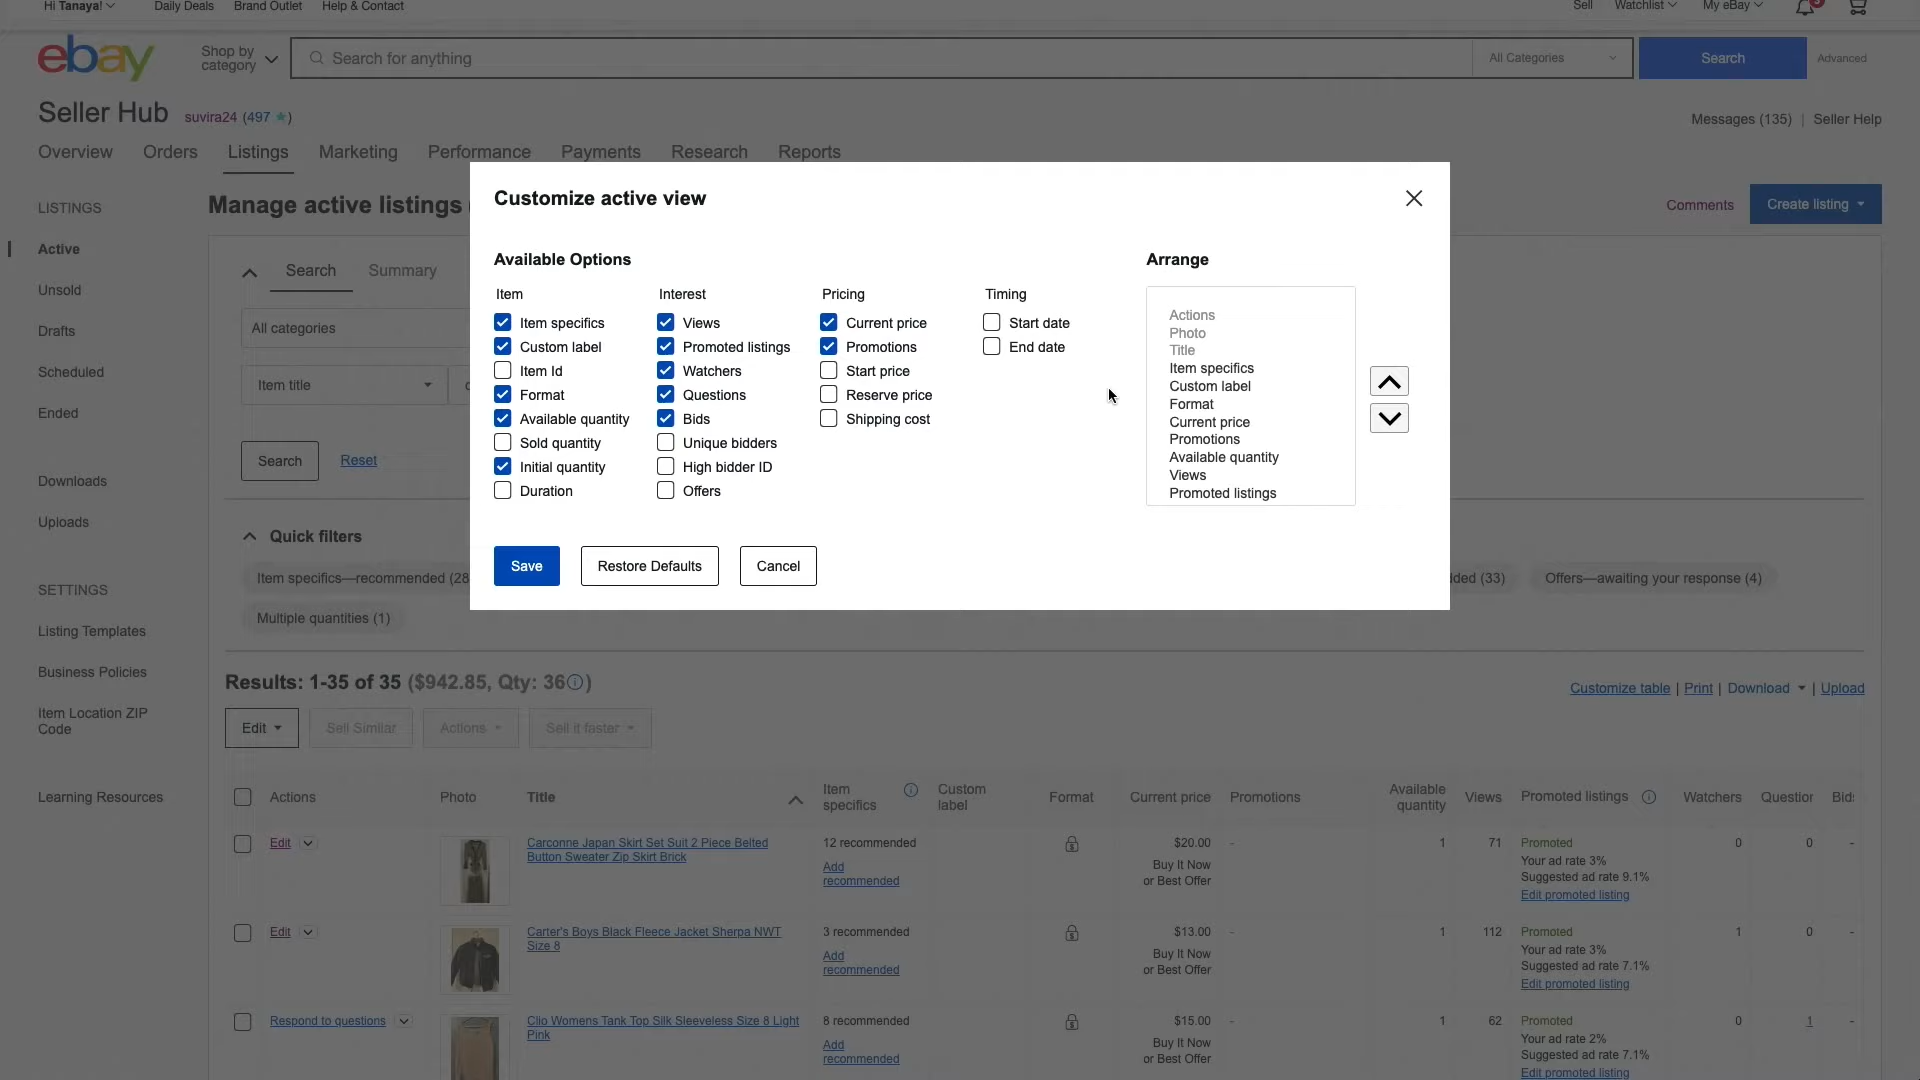 Hi Tanaya!
Daily Deals
Brand Outlet
Help & Contact
Sell
Watchlist
My eBay
ebay
Shop by
category
Search for anything
All Categories
Search
Advanced
Seller Hub
suvira24 (497 ★)
Messages (135) | Seller Help
Overview
Orders
Listings
Marketing
Performance
Payments
Research
Reports
LISTINGS
Active
Unsold
Drafts
Scheduled
Ended
Downloads
Uploads
SETTINGS
Listing Templates
Business Policies
Item Location ZIP
Code
Learning Resources
Manage active listings
Comments
Create listing
Search
Summary
All categories
Item title
Search
Reset
Customize active view
Available Options
Item
Item specifics
Custom label
Item Id
Format
Available quantity
Sold quantity
Initial quantity
Duration
Interest
Views
Promoted listings
Watchers
Questions
Bids
Unique bidders
High bidder ID
Offers
Pricing
Current price
Promotions
Start price
Reserve price
Shipping cost
Timing
Start date
End date
Arrange
Actions
Photo
Title
Item specifics
Custom label
Format
Current price
Promotions
Available quantity
Views
Promoted listings
Save
Restore Defaults
Cancel
Quick filters
Item specifics—recommended (28
(33)
Offers—awaiting your response (4)
Multiple quantities (1)
Results: 1-35 of 35 ($942.85, Qty: 36)
Customize table | Print | Download | Upload
Edit
Sell Similar
Actions
Sell it faster
Actions
Photo
Title
Item
specifics
Custom
label
Format
Current price
Promotions
Available
quantity
Views
Promoted listings
Watchers
Bids
Edit
Carconne Japan Skirt Set Suit 2 Piece Belted
Button Sweater Zip Skirt Brick
12 recommended
Add
recommended
$20.00
Buy It Now
or Best Offer
-
1
71
Promoted
Your ad rate 3%
Suggested ad rate 9.1%
Edit promoted listing
0
0
-
Edit
Carter's Boys Black Fleece Jacket Sherpa NWT
Size 8
3 recommended
Add
recommended
$13.00
Buy It Now
or Best Offer
-
1
112
Promoted
Your ad rate 3%
Suggested ad rate 7.1%
Edit promoted listing
1
0
-
Respond to questions
Clio Womens Tank Top Silk Sleeveless Size 8 Light
Pink
8 recommended
Add
recommended
$15.00
Buy It Now
or Best Offer
-
1
62
Promoted
Your ad rate 2%
Suggested ad rate 7.1%
Edit promoted listing
0
1
-